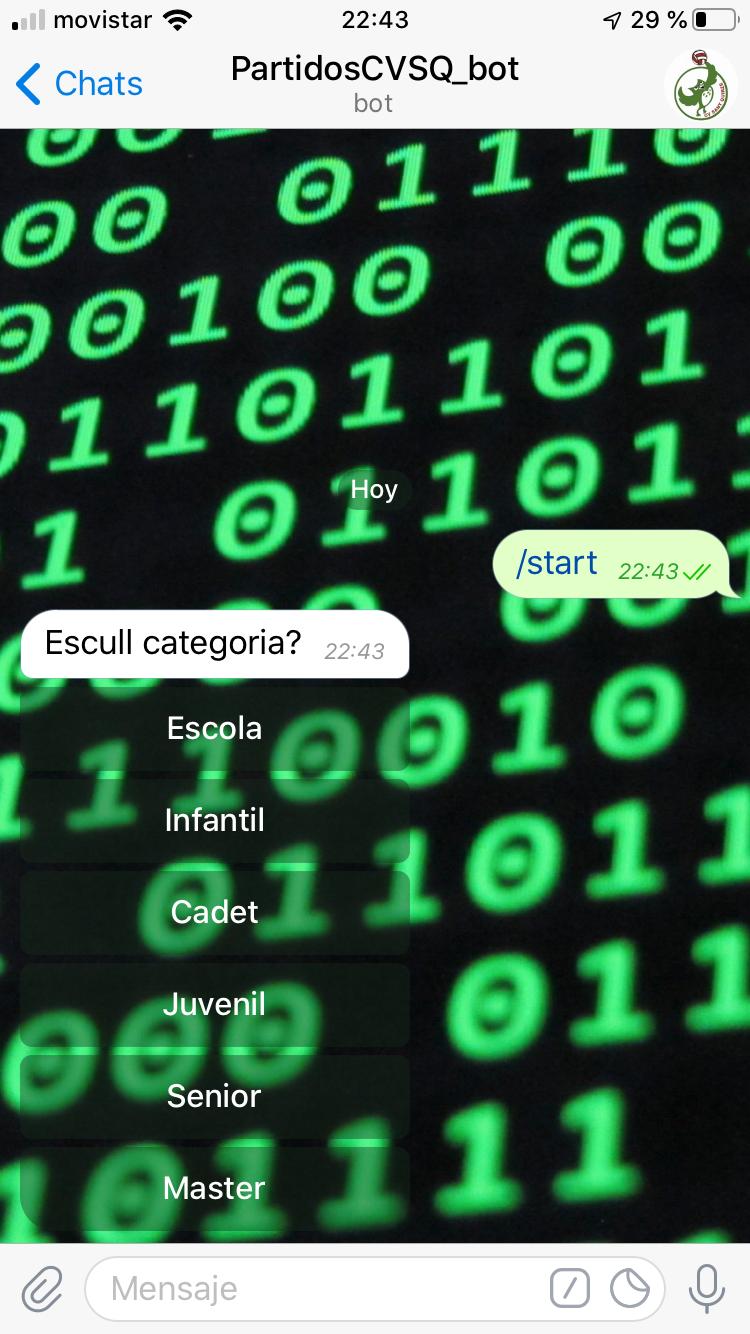 movistar 22:43 29 %
Chats PartidosCVSQ_bot
bot
Hoy
/start 22:43
Escull categoria? 22:43
Escola
Infantil
Cadet
Juvenil
Senior
Master
Mensaje